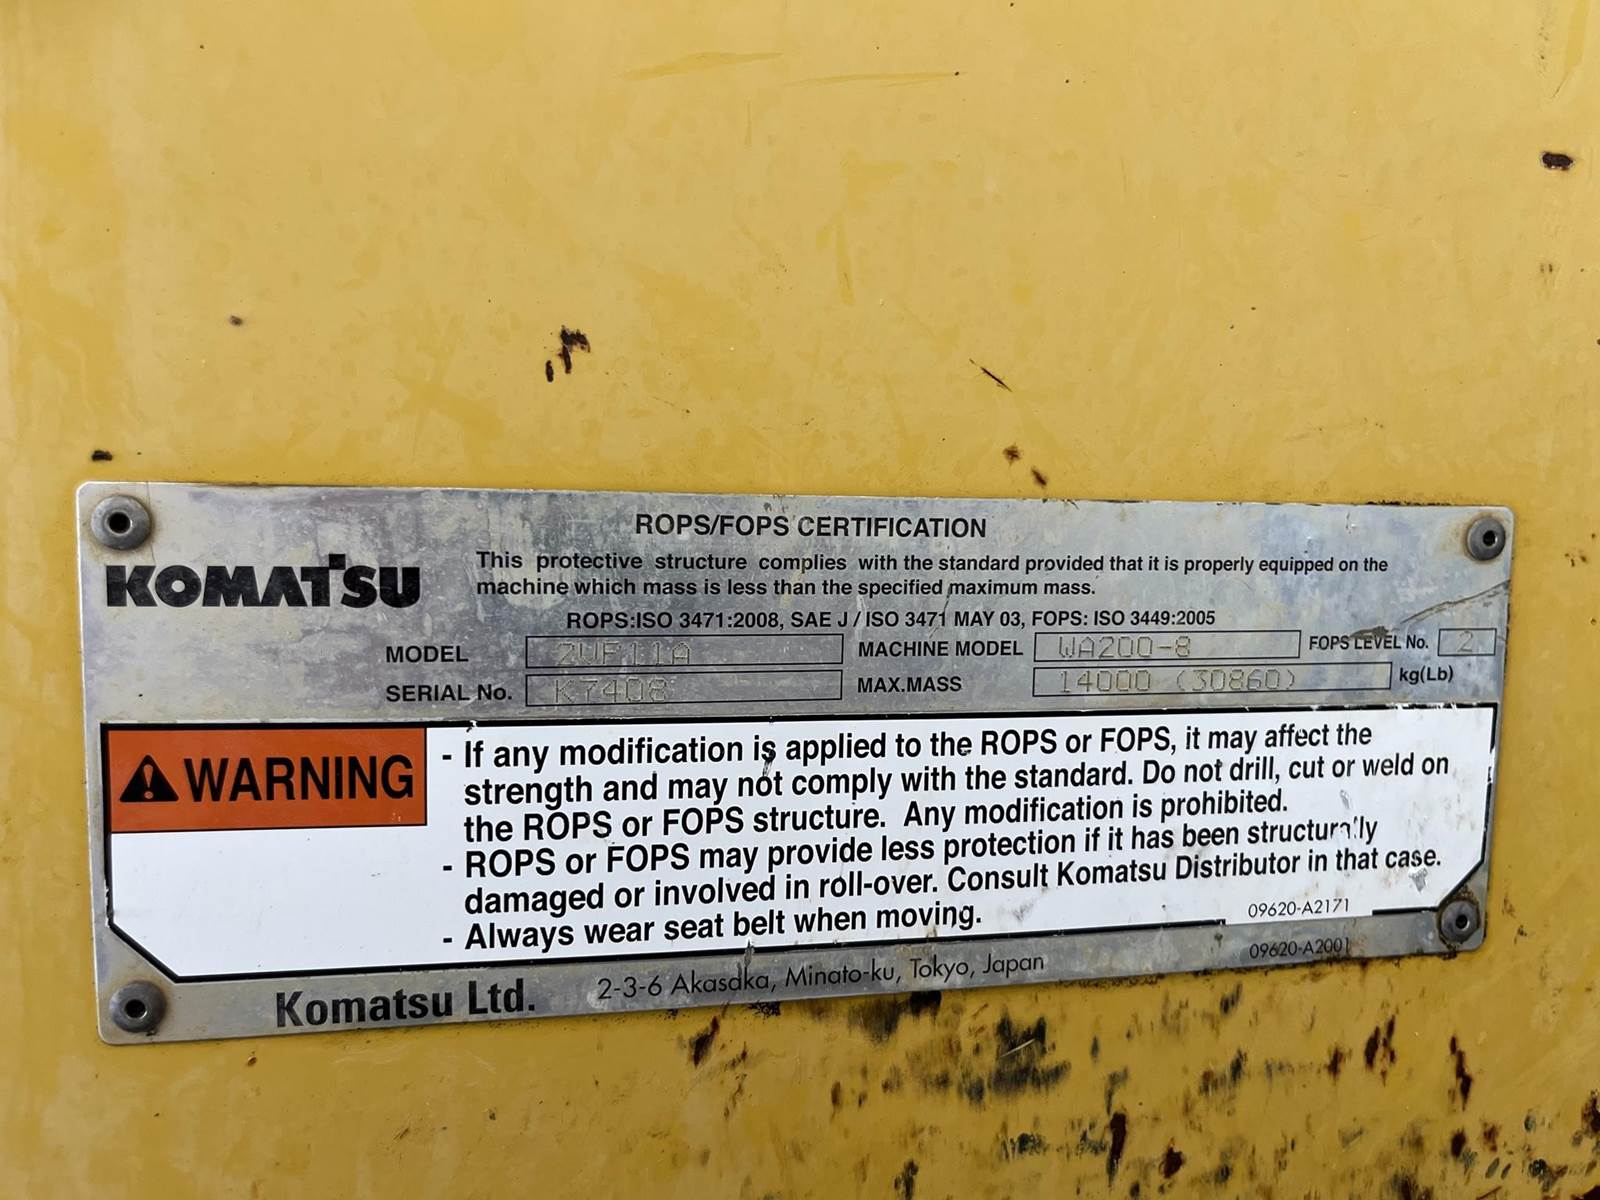 ROPS/FOPS CERTIFICATION
KOMATSU
This protective structure complies with the standard provided that it is properly equipped on the
machine which mass is less than the specified maximum mass.
ROPS:ISO 3471:2008, SAE J / ISO 3471 MAY 03, FOPS: ISO 3449:2005
MODEL 2WF11A MACHINE MODEL WA200-8 FOPS LEVEL No. 2
SERIAL No. K7408 MAX.MASS 14000 (30860) kg(Lb)
WARNING
- If any modification is applied to the ROPS or FOPS, it may affect the
strength and may not comply with the standard. Do not drill, cut or weld on
the ROPS or FOPS structure. Any modification is prohibited.
- ROPS or FOPS may provide less protection if it has been structurally
damaged or involved in roll-over. Consult Komatsu Distributor in that case.
- Always wear seat belt when moving.
09620-A2171
Komatsu Ltd. 2-3-6 Akasaka, Minato-ku, Tokyo, Japan
09620-A2001